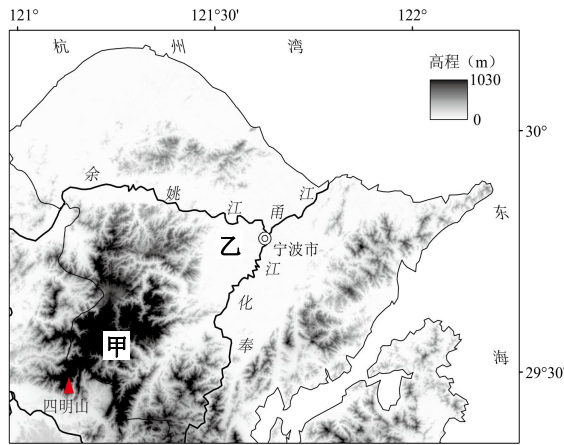 121° 121°30′ 122°
杭 州 湾
高程（m）
1030
0
30°
余 姚 江 甬 江
东
乙
宁波市
江
化
奉
甲
海
29°30′
四明山